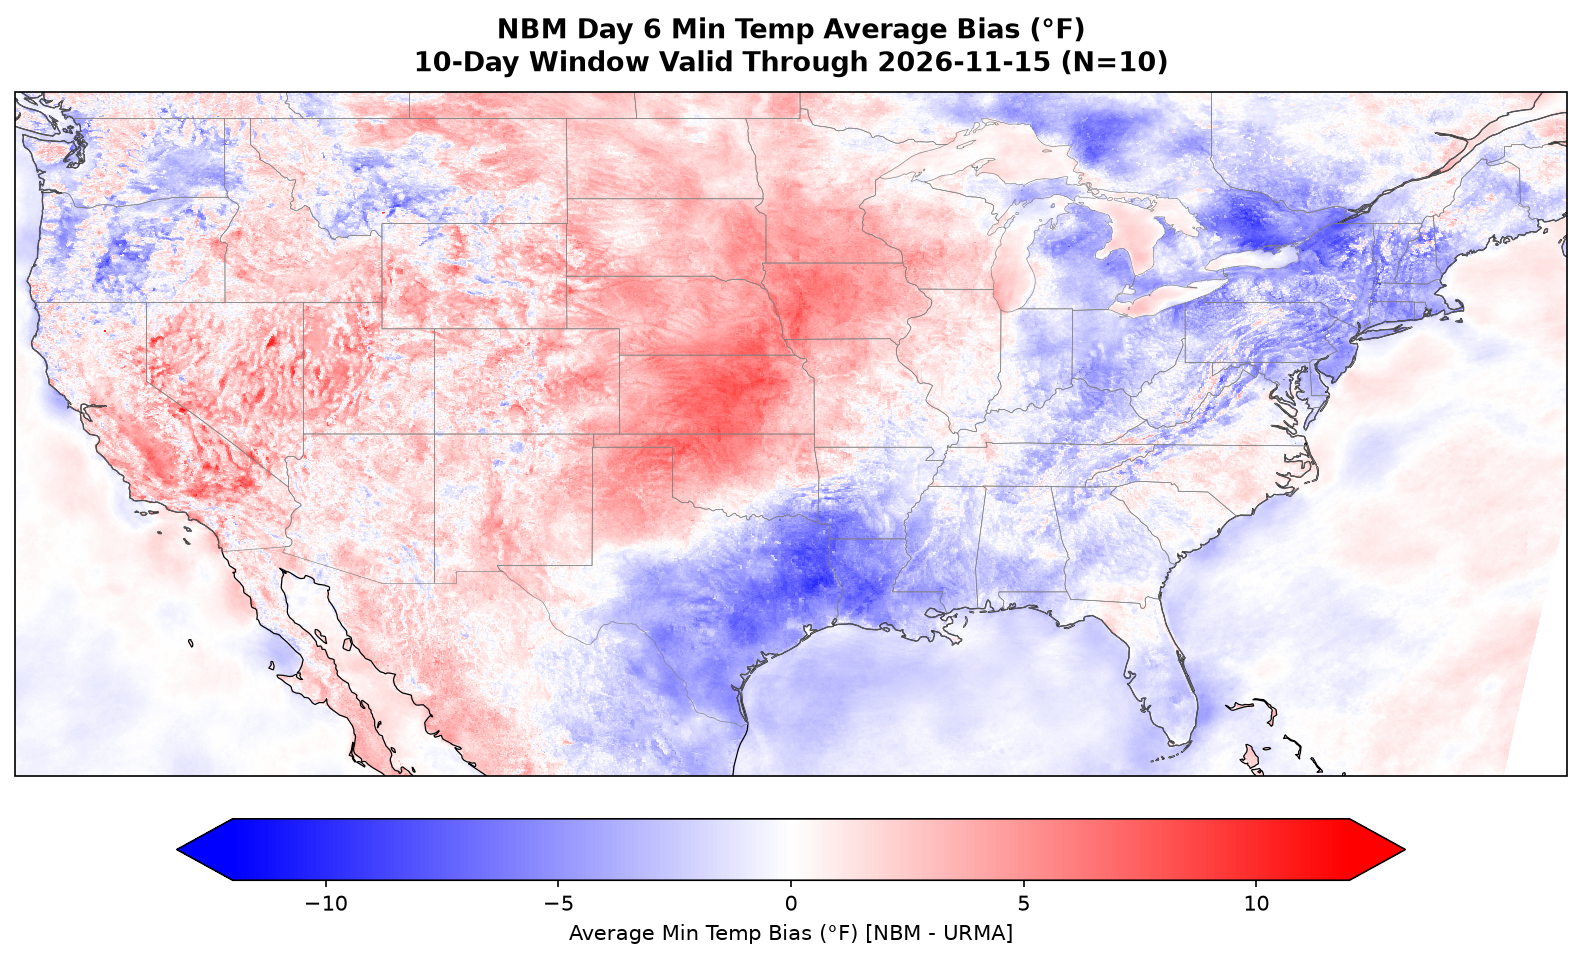 NBM Day 6 Min Temp Average Bias (°F)
10-Day Window Valid Through 2026-11-15 (N=10)
−10 −5 0 5 10
Average Min Temp Bias (°F) [NBM - URMA]